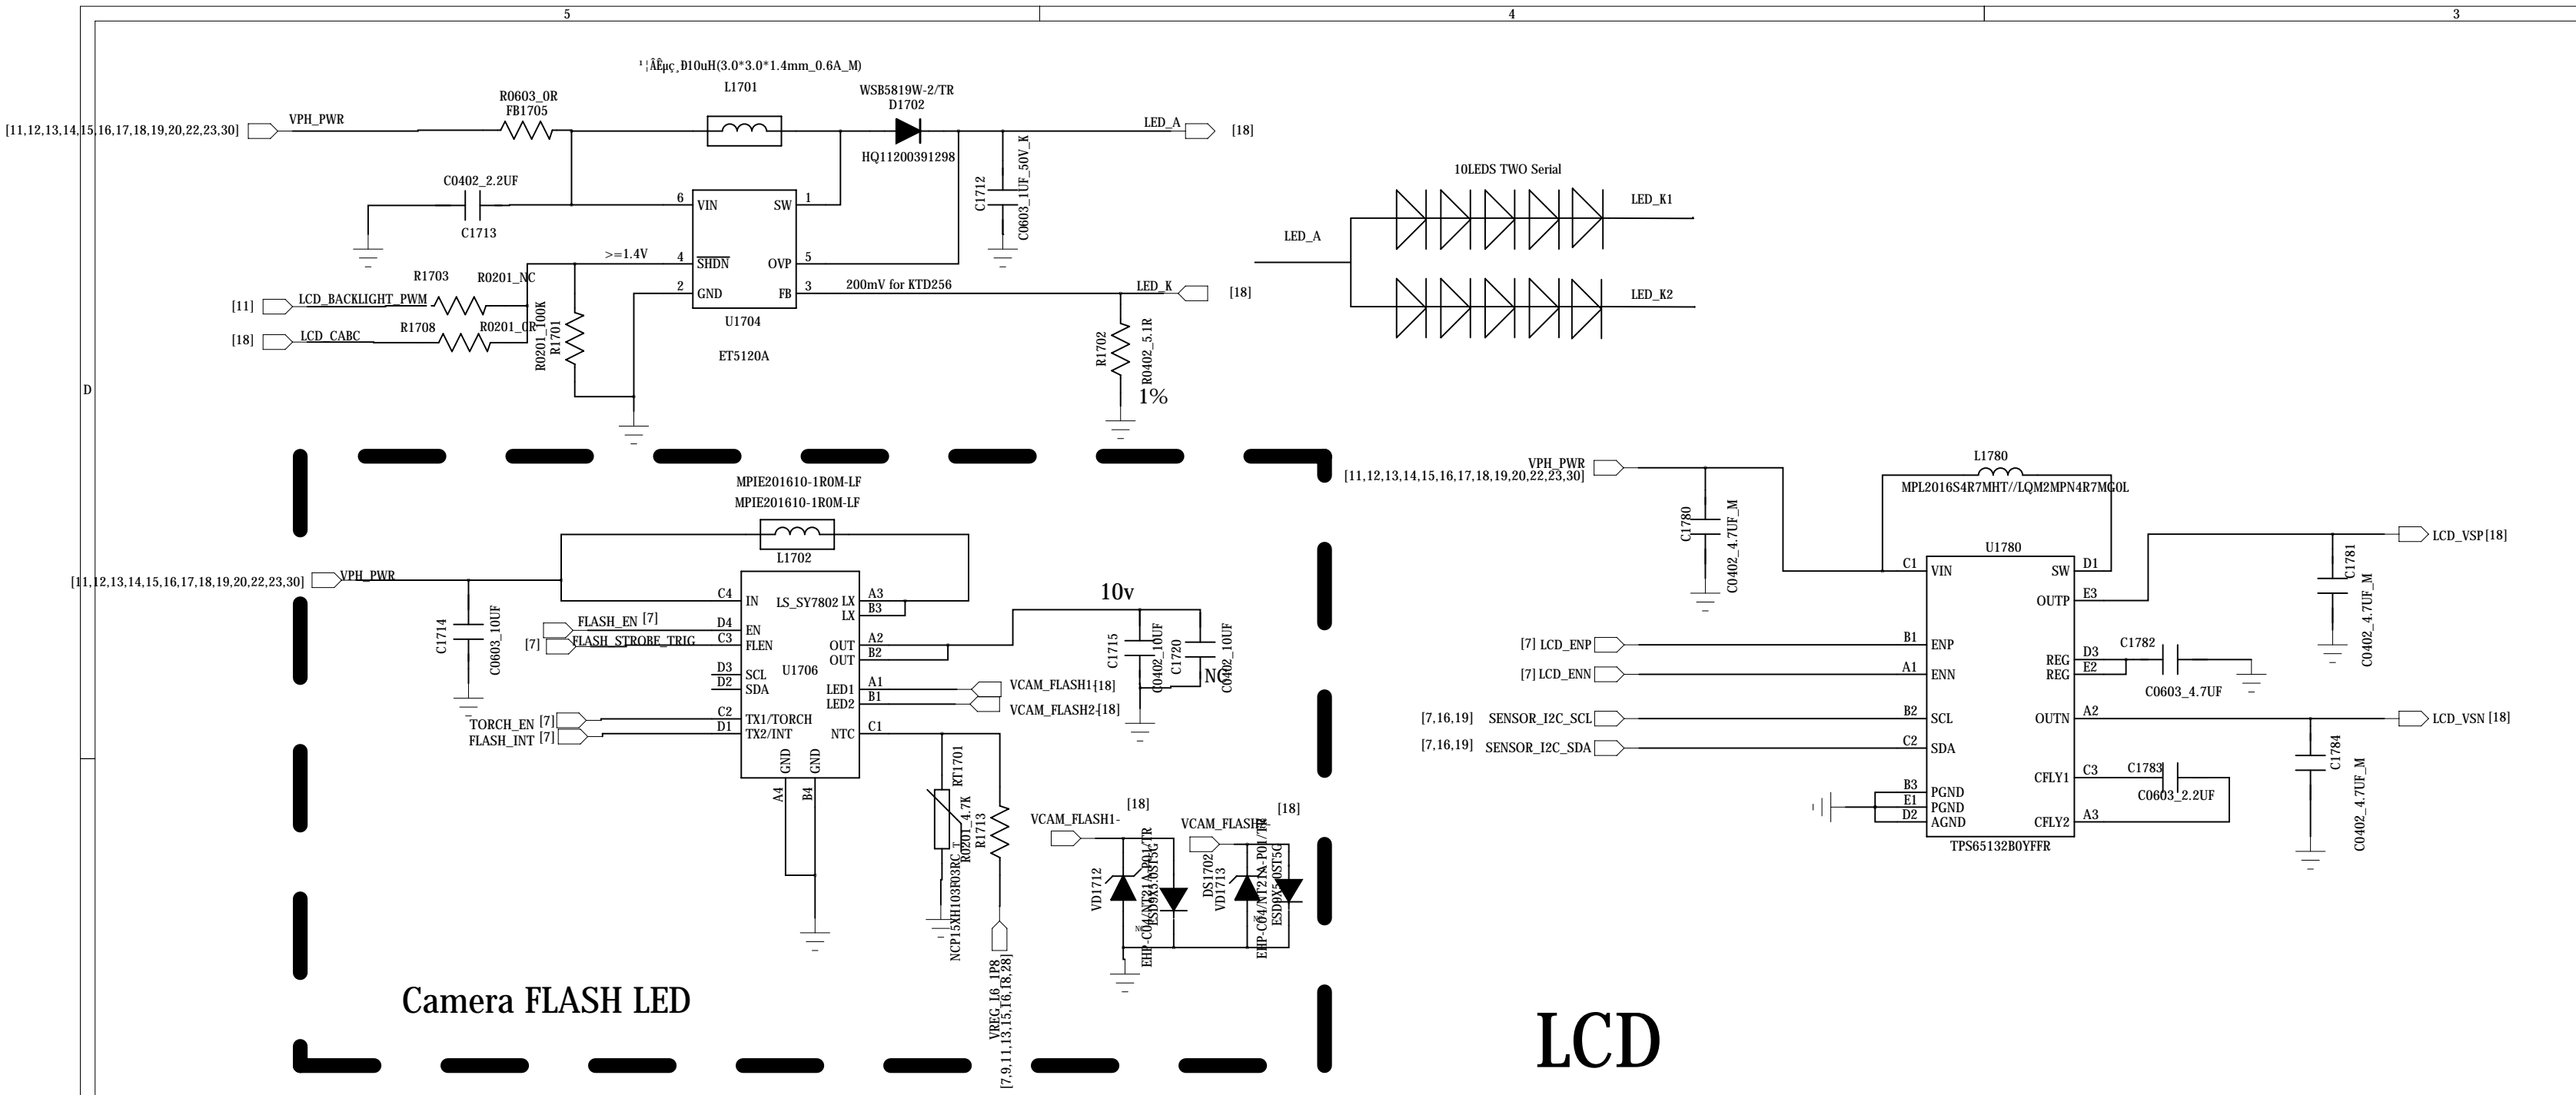 5
4
3
D
¹¦ÂÊµç¸Ð10uH(3.0*3.0*1.4mm_0.6A_M)
L1701
R0603_0R
FB1705
WSB5819W-2/TR
D1702
HQ11200391298
[11,12,13,14,15,16,17,18,19,20,22,23,30]
VPH_PWR
LED_A
[18]
C0402_2.2UF
C1713
C1712
C0603_1UF_50V_K
6
VIN
SW
1
>=1.4V
4
SHDN
OVP
5
2
GND
FB
3
200mV for KTD256
LED_K
[18]
U1704
ET5120A
R1703
R0201_NC
[11]
LCD_BACKLIGHT_PWM
R1708
R0201_0R
[18]
LCD_CABC
R0201_100K
R1701
R1702
R0402_5.1R
1%
10LEDS TWO Serial
LED_A
LED_K1
LED_K2
MPIE201610-1R0M-LF
MPIE201610-1R0M-LF
L1702
[11,12,13,14,15,16,17,18,19,20,22,23,30]
VPH_PWR
C1714
C0603_10UF
C4
IN
LS_SY7802
LX
A3
LX
B3
FLASH_EN
[7]
D4
EN
[7]
FLASH_STROBE_TRIG
C3
FLEN
OUT
A2
OUT
B2
D3
SCL
D2
SDA
U1706
LED1
A1
LED2
B1
VCAM_FLASH1-
[18]
VCAM_FLASH2-
[18]
TORCH_EN
[7]
C2
TX1/TORCH
FLASH_INT
[7]
D1
TX2/INT
NTC
C1
GND
GND
A4
B4
10v
C1715
C0402_10UF
C1720
C0402_10UF
NC
RT1701
NCP15XH103F03RC_T
R0201_4.7K
R1713
VREG_L6_1P8
[7,9,11,13,15,16,18,28]
VCAM_FLASH1-
[18]
VCAM_FLASH2-
[18]
VD1712
EHP-C04/NT21A-P01/TR
ESD9X5.0ST5G
DS1702
VD1713
EHP-C04/NT21A-P01/TR
ESD9X5.0ST5G
Camera FLASH LED
VPH_PWR
[11,12,13,14,15,16,17,18,19,20,22,23,30]
C1780
C0402_4.7UF_M
L1780
MPL2016S4R7MHT//LQM2MPN4R7MG0L
U1780
C1
VIN
SW
D1
OUTP
E3
LCD_VSP
[18]
C1781
C0402_4.7UF_M
[7]
LCD_ENP
B1
ENP
[7]
LCD_ENN
A1
ENN
REG
D3
REG
E2
C1782
C0603_4.7UF
[7,16,19]
SENSOR_I2C_SCL
B2
SCL
OUTN
A2
LCD_VSN
[18]
[7,16,19]
SENSOR_I2C_SDA
C2
SDA
C1784
C0402_4.7UF_M
CFLY1
C3
C1783
C0603_2.2UF
B3
PGND
E1
PGND
D2
AGND
CFLY2
A3
TPS65132B0YFFR
LCD